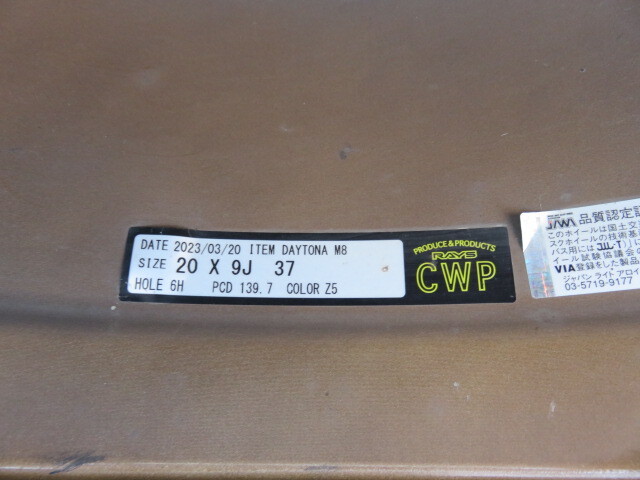 DATE 2023/03/20 ITEM DAYTONA M8
SIZE 20 X 9J 37
HOLE 6H PCD 139.7 COLOR Z5
PRODUCE & PRODUCTS
RAYS
CWP
JAWA 品質認定証
このホイールは国土交
スクホイールの技術基
バス用には JWL-T))
イール試験協議会の
VIA登録をした製品
ジャパン ライト アロイ
03-5719-9177